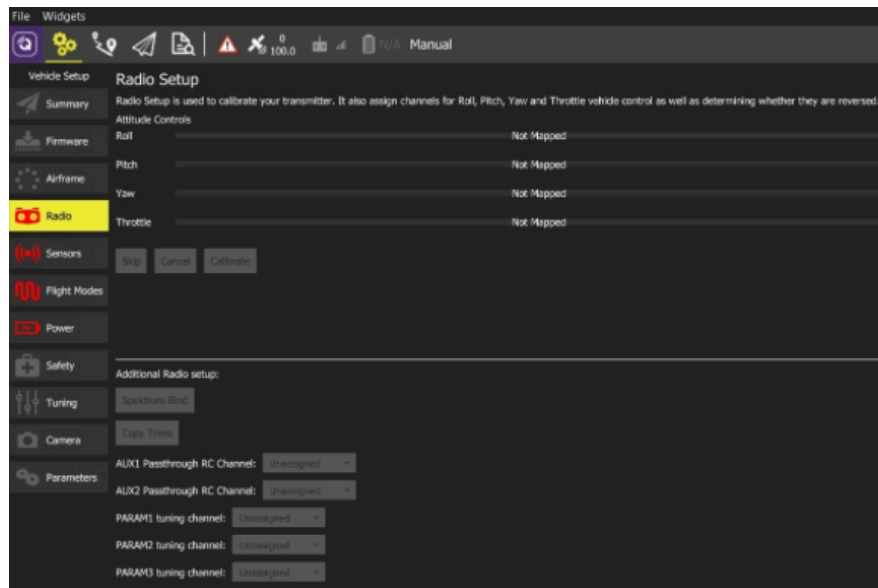 File Widgets
0
100.0
N/A Manual
Vehicle Setup
Radio Setup
Summary
Radio Setup is used to calibrate your transmitter. It also assign channels for Roll, Pitch, Yaw and Throttle vehicle control as well as determining whether they are reversed.
Attitude Controls
Firmware
Roll Not Mapped
Pitch Not Mapped
Airframe
Yaw Not Mapped
Radio
Throttle Not Mapped
Sensors
Skip Cancel Calibrate
Flight Modes
Power
Safety
Additional Radio setup:
Tuning
Spektrum Bind
Copy Trims
Camera
AUX1 Passthrough RC Channel: Unassigned
Parameters
AUX2 Passthrough RC Channel: Unassigned
PARAM1 tuning channel: Unassigned
PARAM2 tuning channel: Unassigned
PARAM3 tuning channel: Unassigned